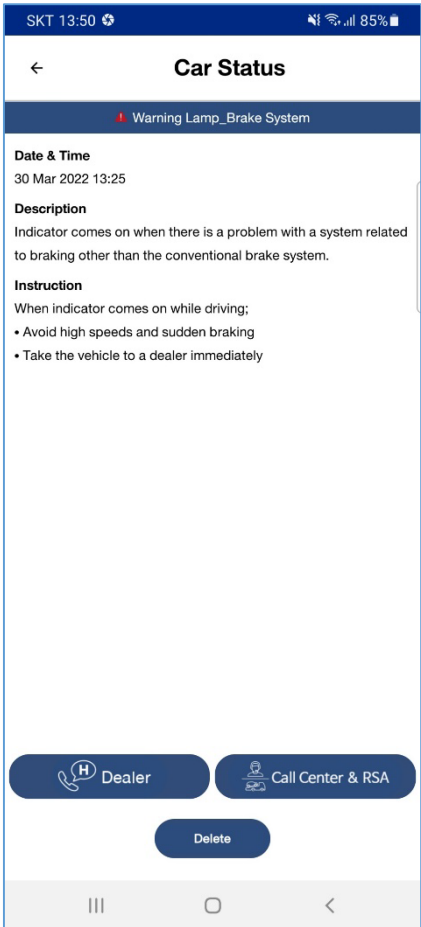 SKT 13:50 85%
Car Status
Warning Lamp_Brake System
Date & Time
30 Mar 2022 13:25
Description
Indicator comes on when there is a problem with a system related
to braking other than the conventional brake system.
Instruction
When indicator comes on while driving;
• Avoid high speeds and sudden braking
• Take the vehicle to a dealer immediately
H Dealer
Call Center & RSA
Delete